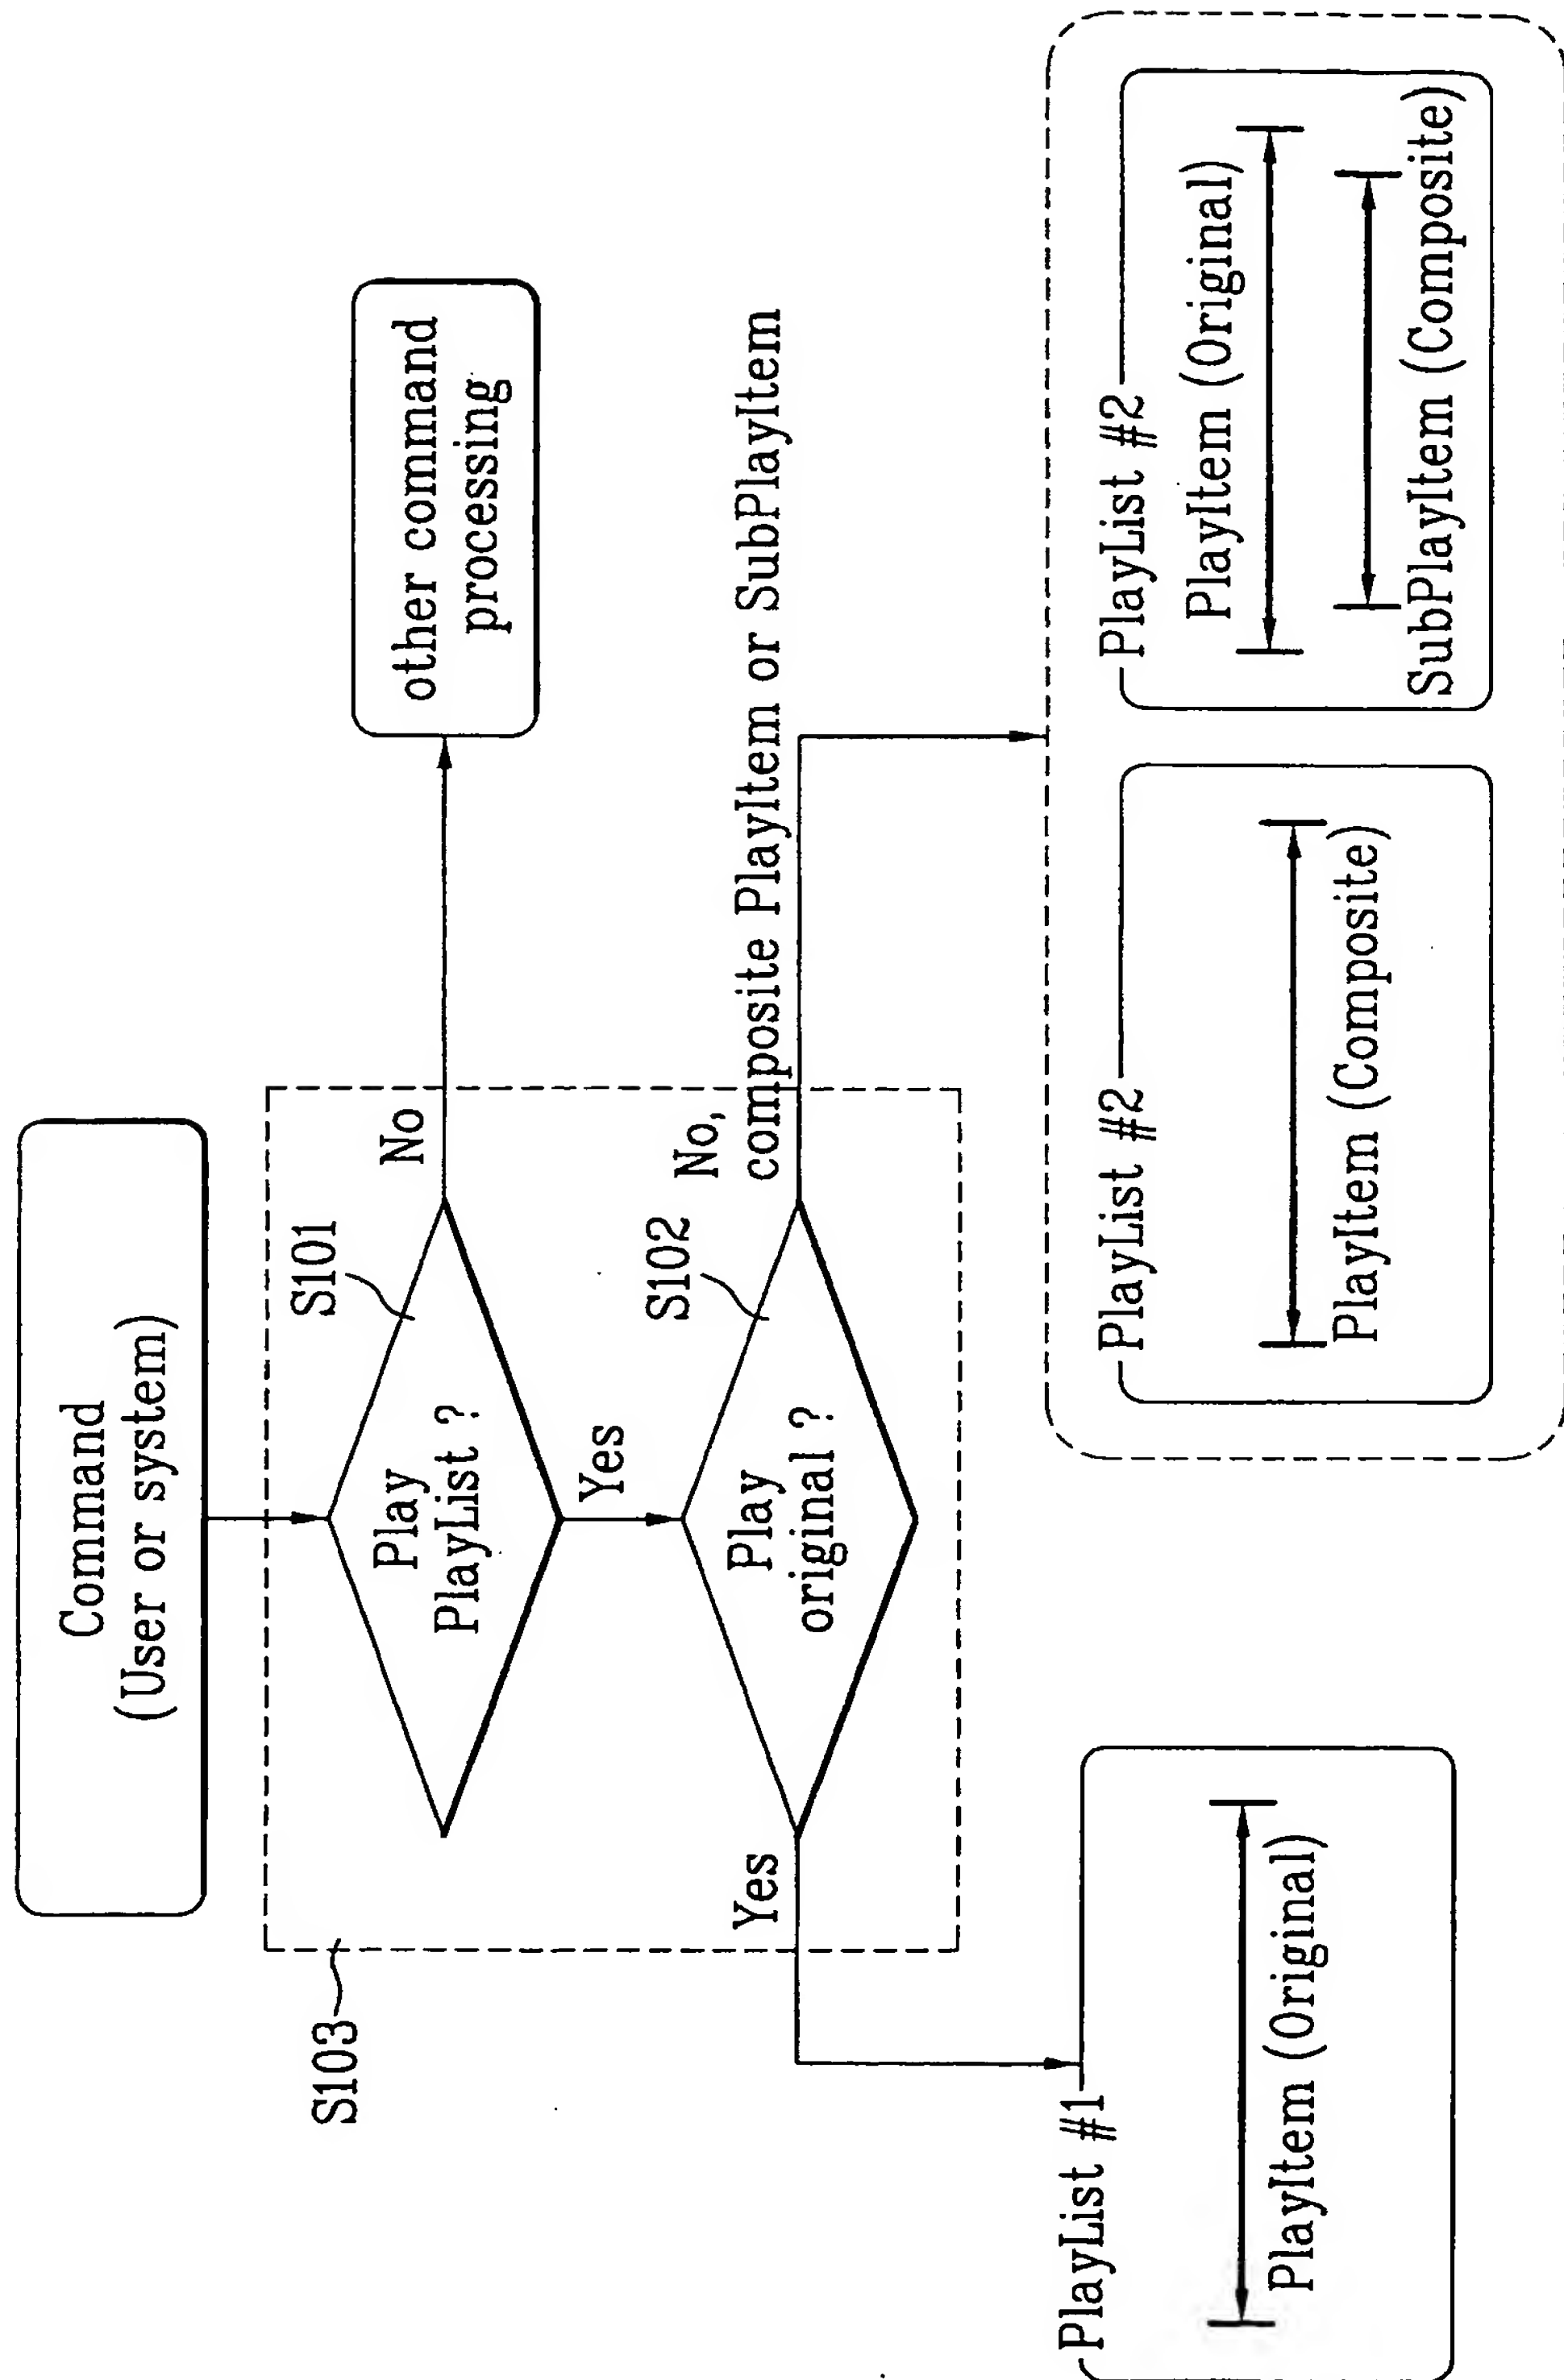 Command
(User or system)
S103
S101
Play
PlayList ?
No
other command
processing
Yes
S102
Play
original ?
Yes
No,
composite PlayItem or SubPlayItem
PlayList #1
PlayItem (Original)
PlayList #2
PlayItem (Composite)
PlayList #2
PlayItem (Original)
SubPlayItem (Composite)